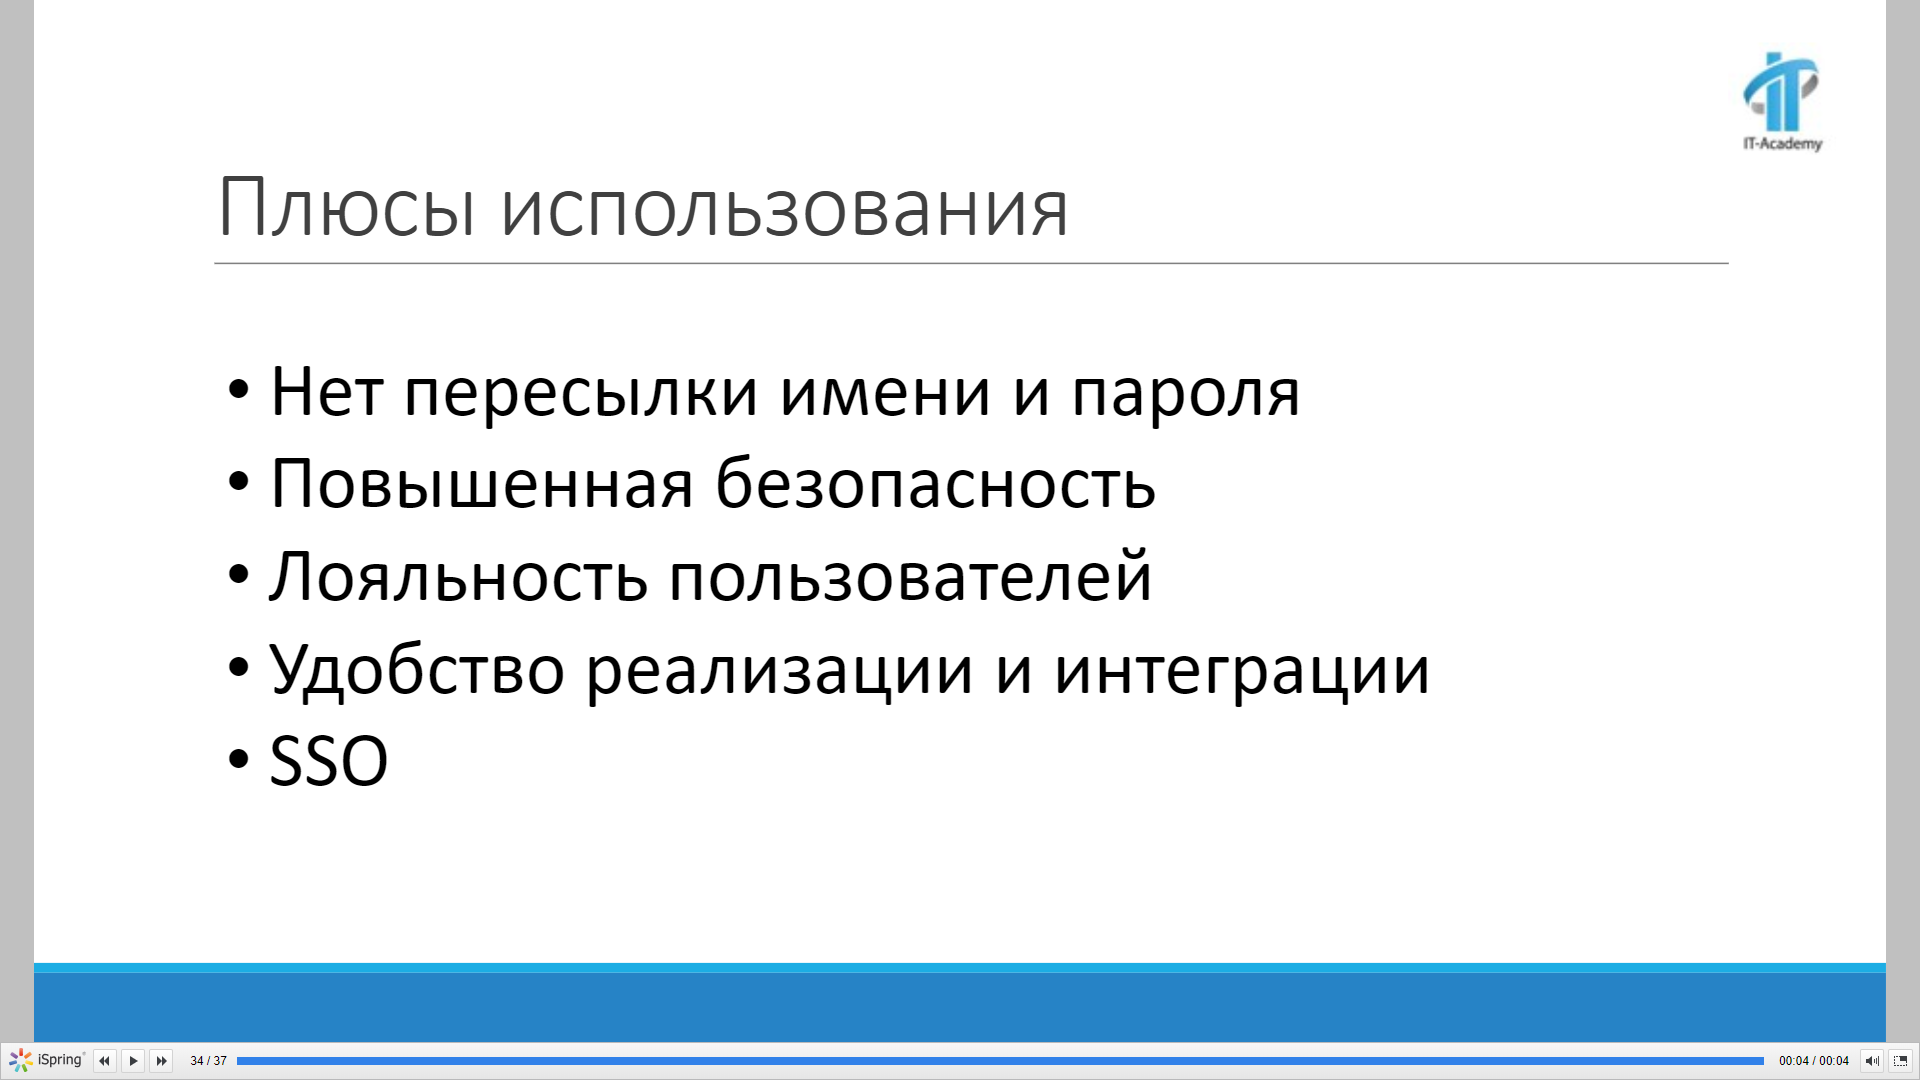 IT-Academy
Плюсы использования
• Нет пересылки имени и пароля
• Повышенная безопасность
• Лояльность пользователей
• Удобство реализации и интеграции
• SSO
iSpring 34 / 37 00:04 / 00:04